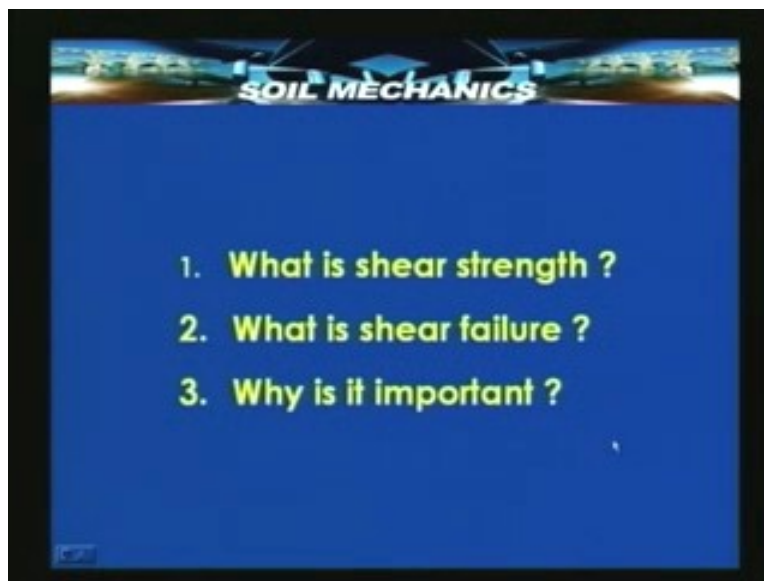 SOIL MECHANICS
1. What is shear strength ?
2. What is shear failure ?
3. Why is it important ?